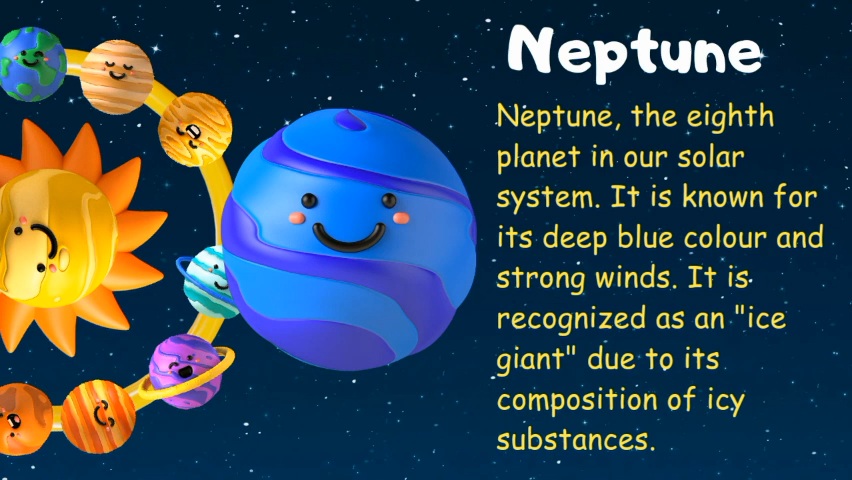 Neptune
Neptune, the eighth
planet in our solar
system. It is known for
its deep blue colour and
strong winds. It is
recognized as an "ice
giant" due to its
composition of icy
substances.